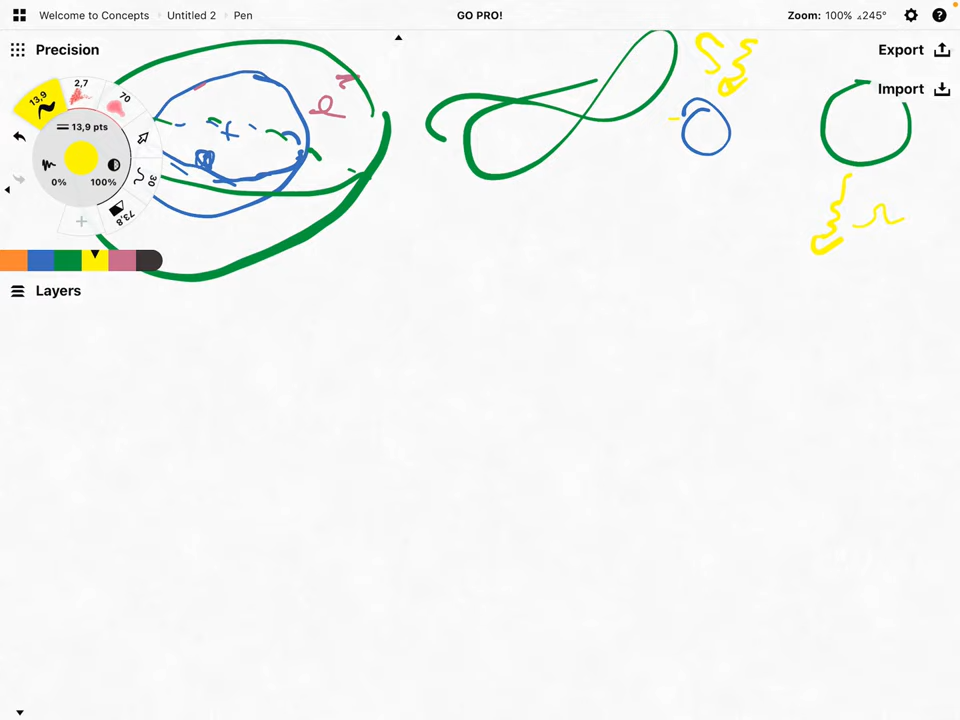 Welcome to Concepts Untitled 2 Pen GO PRO! Zoom: 100% ⊿245°
Precision Export
Import
13,9
2,7
70
13,9 pts
0% 100%
30
73,8
Layers